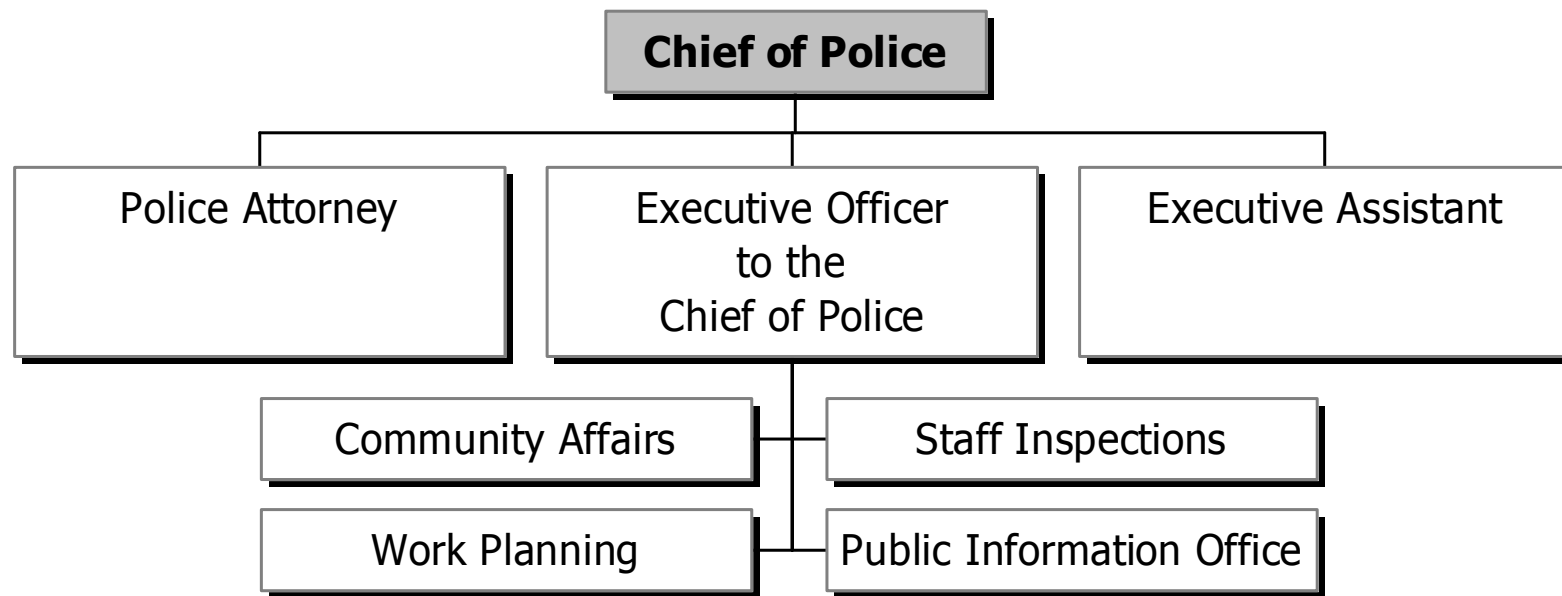 Chief of Police
Police Attorney
Executive Officer
to the
Chief of Police
Executive Assistant
Community Affairs
Staff Inspections
Work Planning
Public Information Office